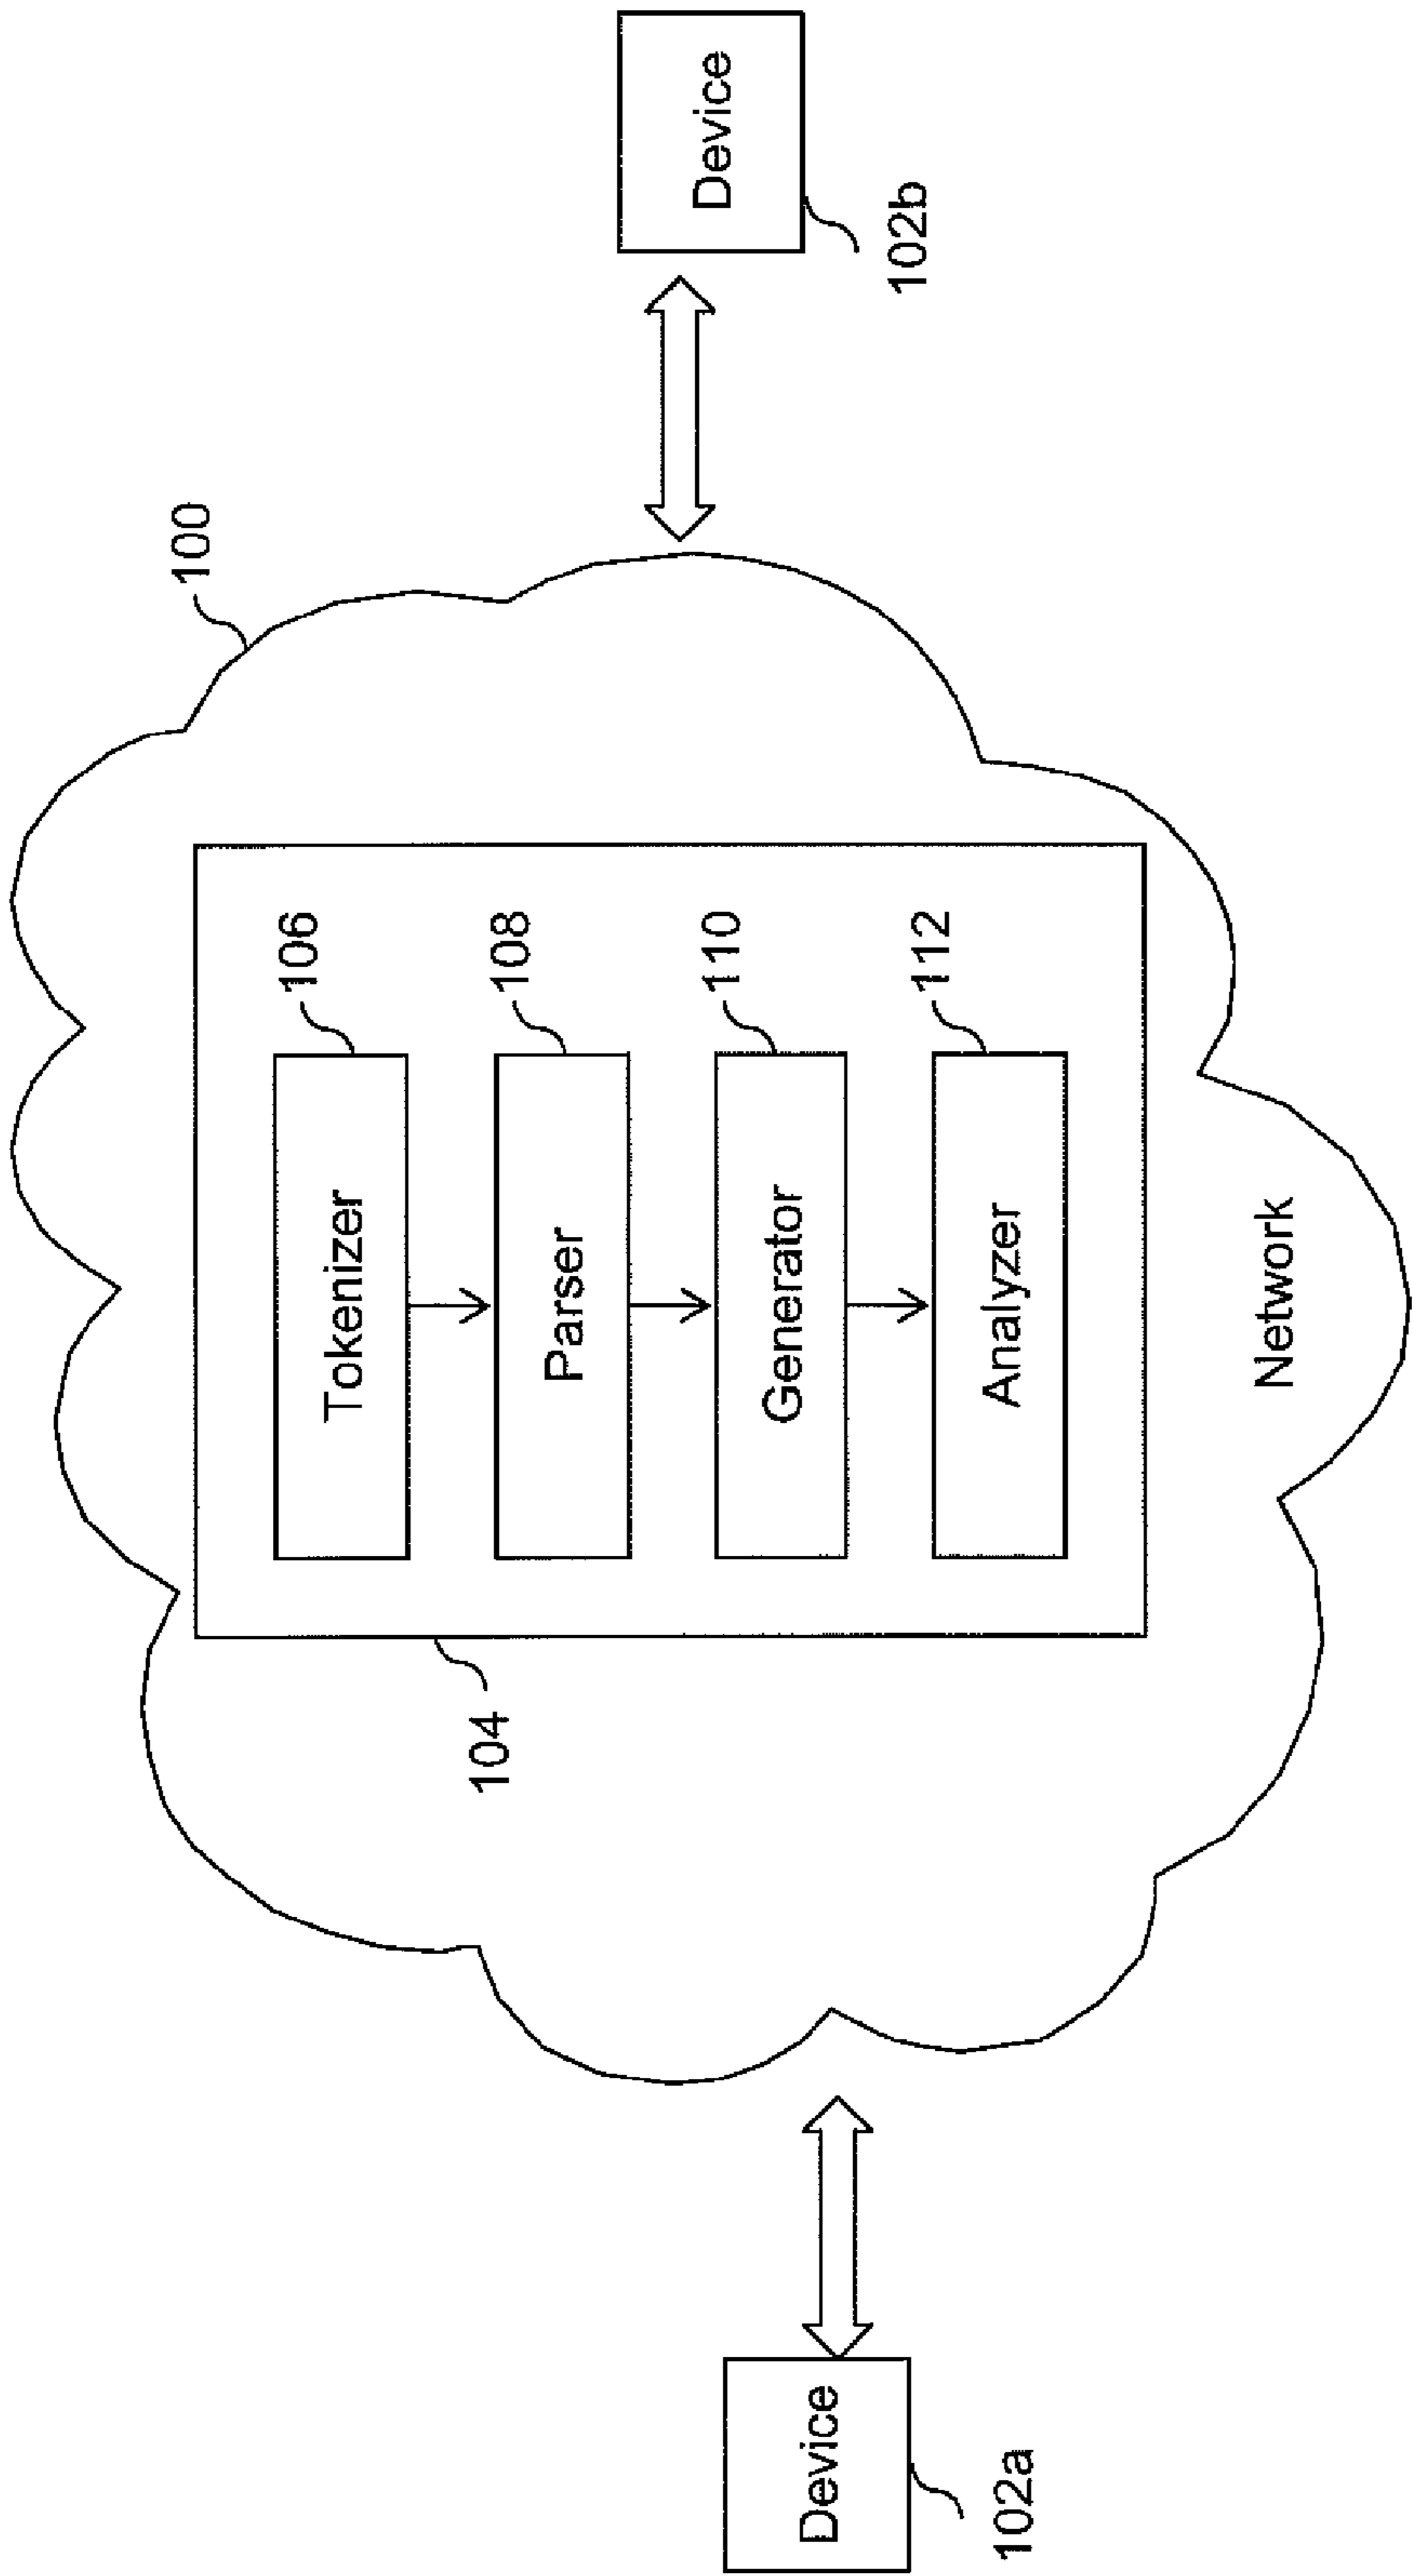 100
Tokenizer
106
Parser
108
Generator
110
Analyzer
112
104
Device
102b
Device
102a
Network